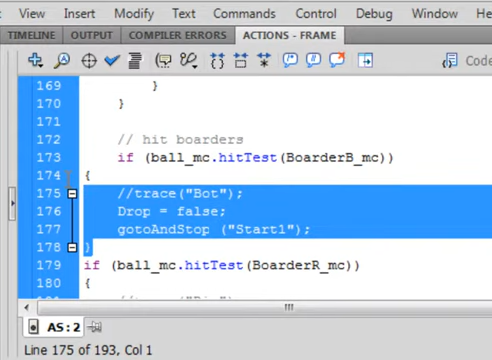 View Insert Modify Text Commands Control Debug Window
TIMELINE OUTPUT COMPILER ERRORS ACTIONS - FRAME
Code
169 }
170 }
171
172 // hit boarders
173 if (ball_mc.hitTest(BoarderB_mc))
174 {
175 //trace("Bot");
176 Drop = false;
177 gotoAndStop ("Start1");
178 }
179 if (ball_mc.hitTest(BoarderR_mc))
180 {
AS: 2
Line 175 of 193, Col 1